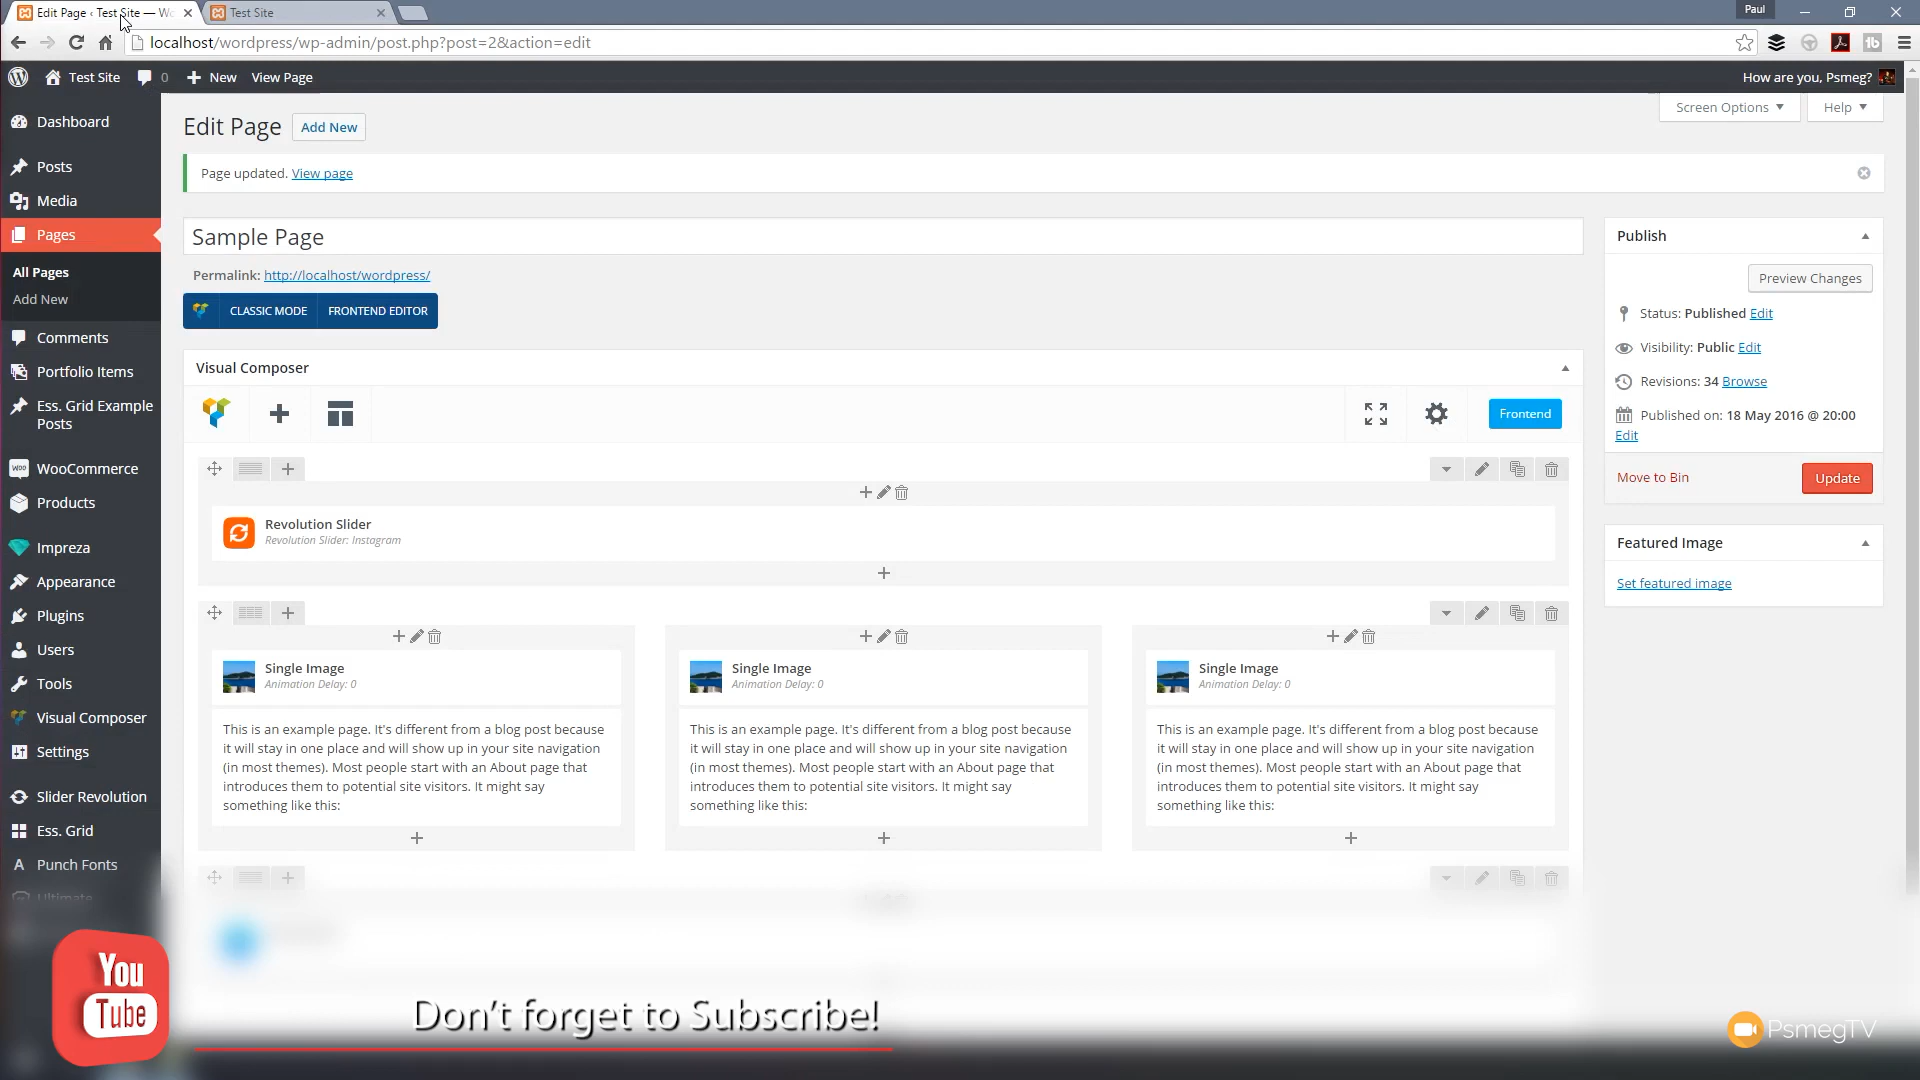 Edit Page ‹ Test Site — Wo
Test Site
Paul
localhost/wordpress/wp-admin/post.php?post=2&action=edit
Test Site
0
New
View Page
How are you, Psmeg?
Dashboard
Posts
Media
Pages
All Pages
Add New
Comments
Portfolio Items
Ess. Grid Example
Posts
WooCommerce
Products
Impreza
Appearance
Plugins
Users
Tools
Visual Composer
Settings
Slider Revolution
Ess. Grid
Punch Fonts
Ultimate
Screen Options
Help
Edit Page
Add New
Page updated. View page
Sample Page
Permalink: http://localhost/wordpress/
CLASSIC MODE
FRONTEND EDITOR
Visual Composer
Frontend
Revolution Slider
Revolution Slider: Instagram
Single Image
Animation Delay: 0
This is an example page. It's different from a blog post because
it will stay in one place and will show up in your site navigation
(in most themes). Most people start with an About page that
introduces them to potential site visitors. It might say
something like this:
Single Image
Animation Delay: 0
This is an example page. It's different from a blog post because
it will stay in one place and will show up in your site navigation
(in most themes). Most people start with an About page that
introduces them to potential site visitors. It might say
something like this:
Single Image
Animation Delay: 0
This is an example page. It's different from a blog post because
it will stay in one place and will show up in your site navigation
(in most themes). Most people start with an About page that
introduces them to potential site visitors. It might say
something like this:
Publish
Preview Changes
Status: Published Edit
Visibility: Public Edit
Revisions: 34 Browse
Published on: 18 May 2016 @ 20:00
Edit
Move to Bin
Update
Featured Image
Set featured image
You
Tube
Don't forget to Subscribe!
PsmegTV